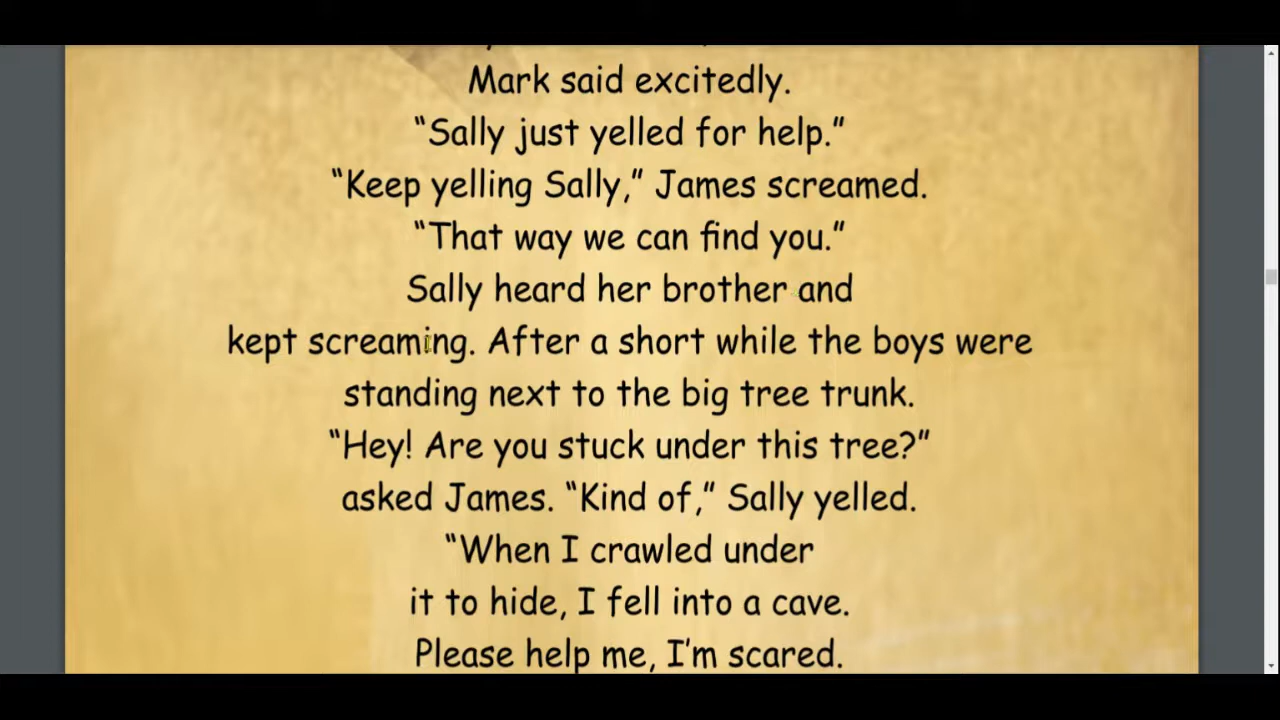 Mark said excitedly.
“Sally just yelled for help.”
“Keep yelling Sally,” James screamed.
“That way we can find you.”
Sally heard her brother and
kept screaming. After a short while the boys were
standing next to the big tree trunk.
“Hey! Are you stuck under this tree?”
asked James. “Kind of,” Sally yelled.
“When I crawled under
it to hide, I fell into a cave.
Please help me, I’m scared.